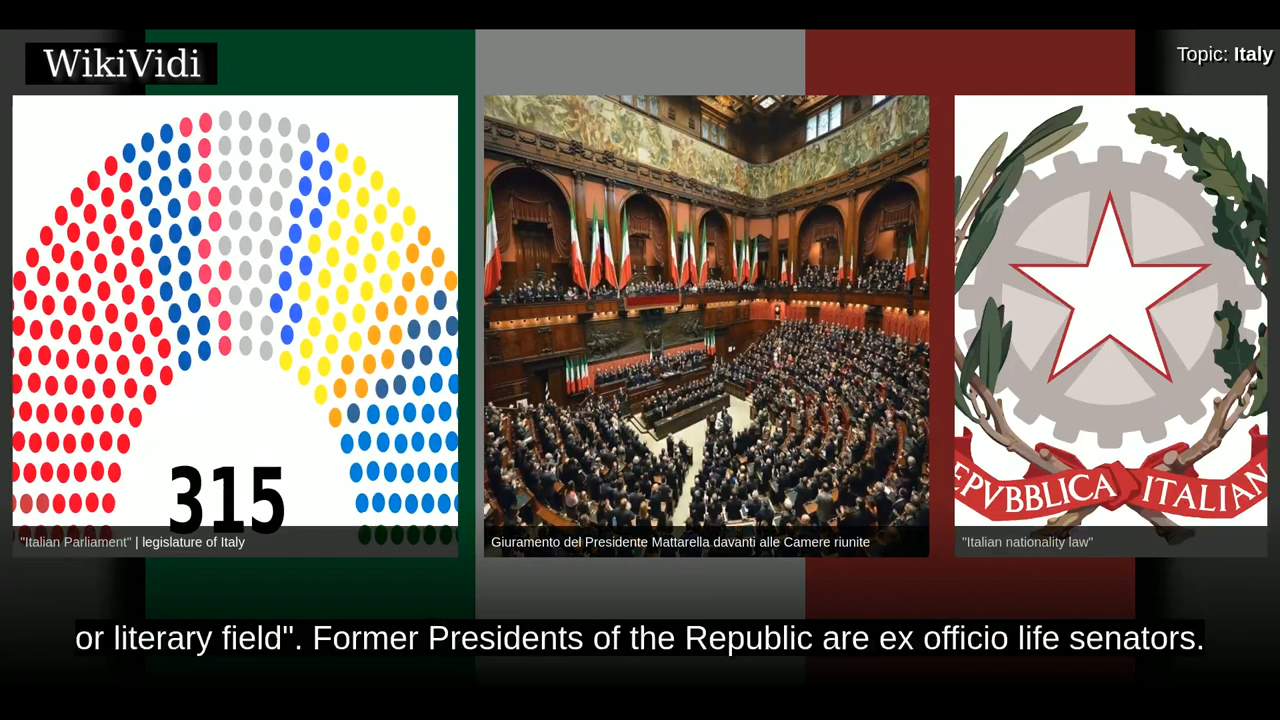 WikiVidi
Topic: Italy
315
EPVBBLICA ITALIAN
"Italian Parliament" | legislature of Italy
Giuramento del Presidente Mattarella davanti alle Camere riunite
"Italian nationality law"
or literary field". Former Presidents of the Republic are ex officio life senators.